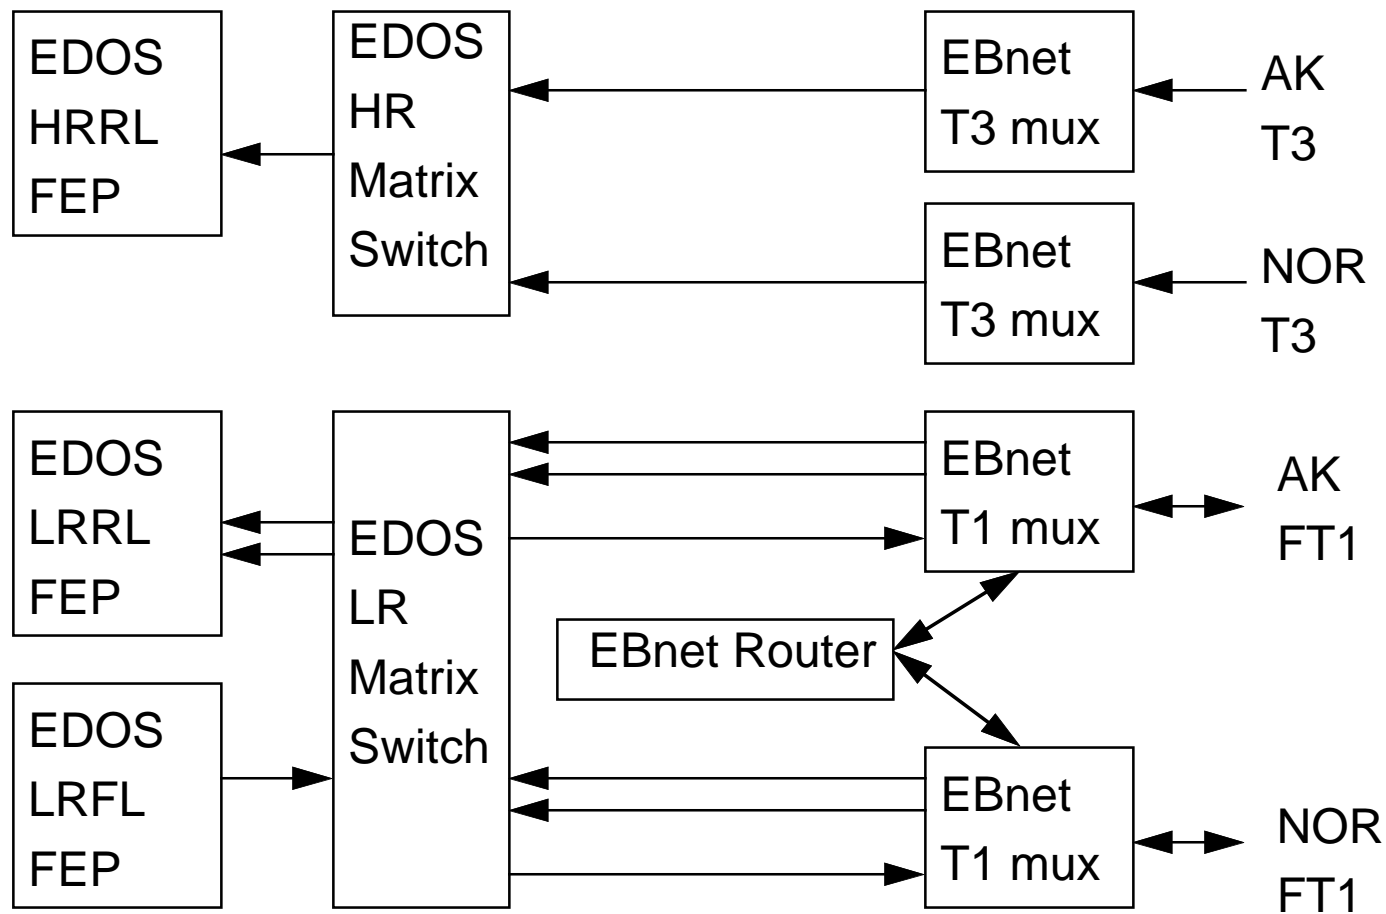 EDOS
HRRL
FEP
EDOS
HR
Matrix
Switch
EBnet
T3 mux
AK
T3
EBnet
T3 mux
NOR
T3
EDOS
LRRL
FEP
EDOS
LR
Matrix
Switch
EBnet
T1 mux
AK
FT1
EBnet Router
EDOS
LRFL
FEP
EBnet
T1 mux
NOR
FT1